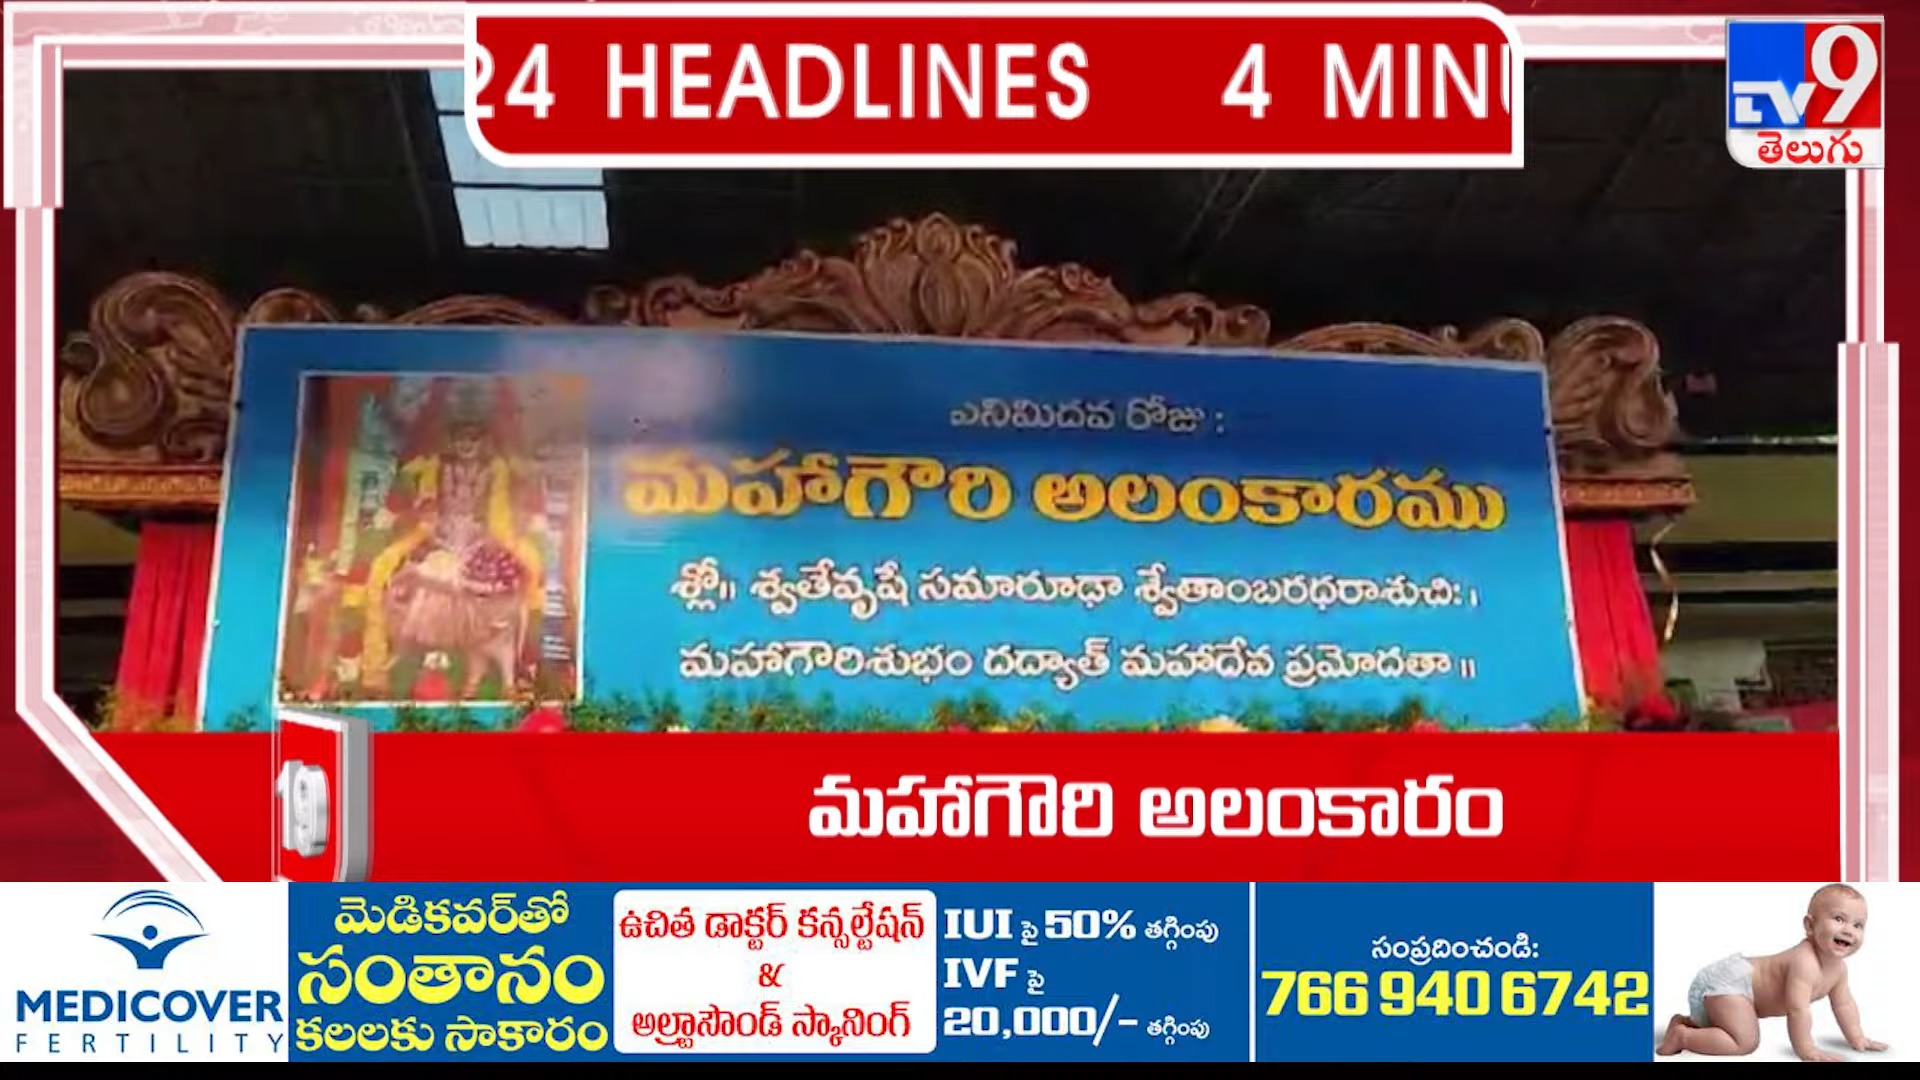 24 HEADLINES 4 MINU
TV9
తెలుగు
ఎనిమిదవ రోజు :
మహాగౌరి అలంకారము
శ్లో॥ శ్వతేవృషే సమారూఢా శ్వేతాంబరధరాశుచిః ।
మహాగౌరిశుభం దద్యాత్ మహాదేవ ప్రమోదతా ॥
19
మహాగౌరి అలంకారం
MEDICOVER
FERTILITY
మెడికవర్‌తో
సంతానం
కలలకు సాకారం
ఉచిత డాక్టర్ కన్సల్టేషన్
&
అల్ట్రాసౌండ్ స్కానింగ్
IUI పై 50% తగ్గింపు
IVF పై
20,000/- తగ్గింపు
సంప్రదించండి:
766 940 6742